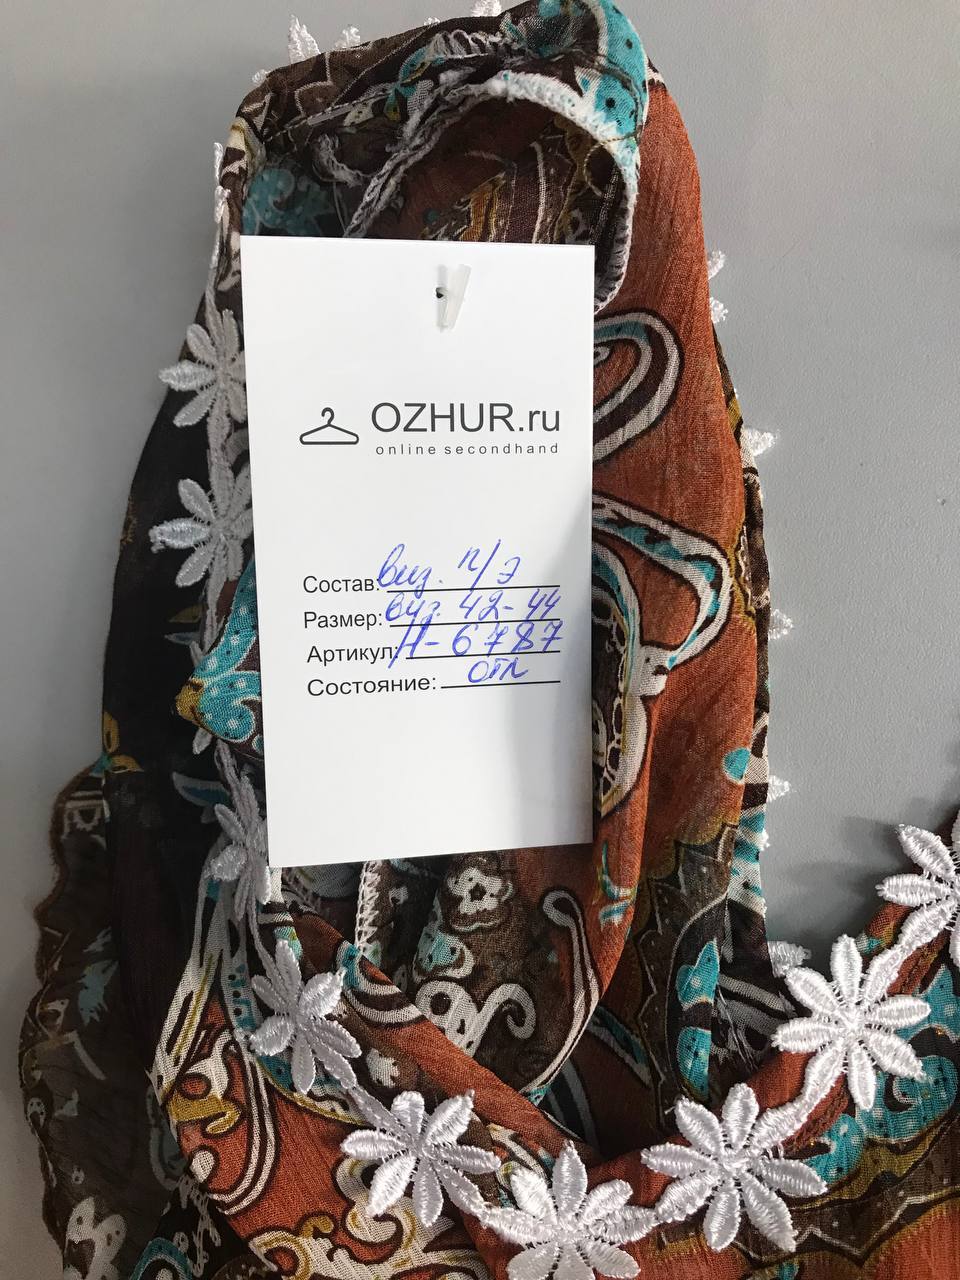 OZHUR.ru
online secondhand
Состав: виз. п/э
Размер: виз. 42-44
Артикул: Н-6787
Состояние: отл